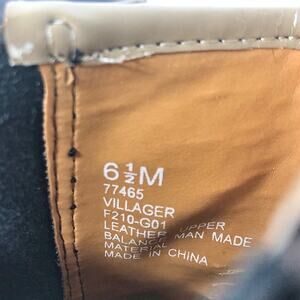 6½M
77465
VILLAGER
F210-G01
LEATHER UPPER
BALANCE MAN MADE
MATERIAL
MADE IN CHINA